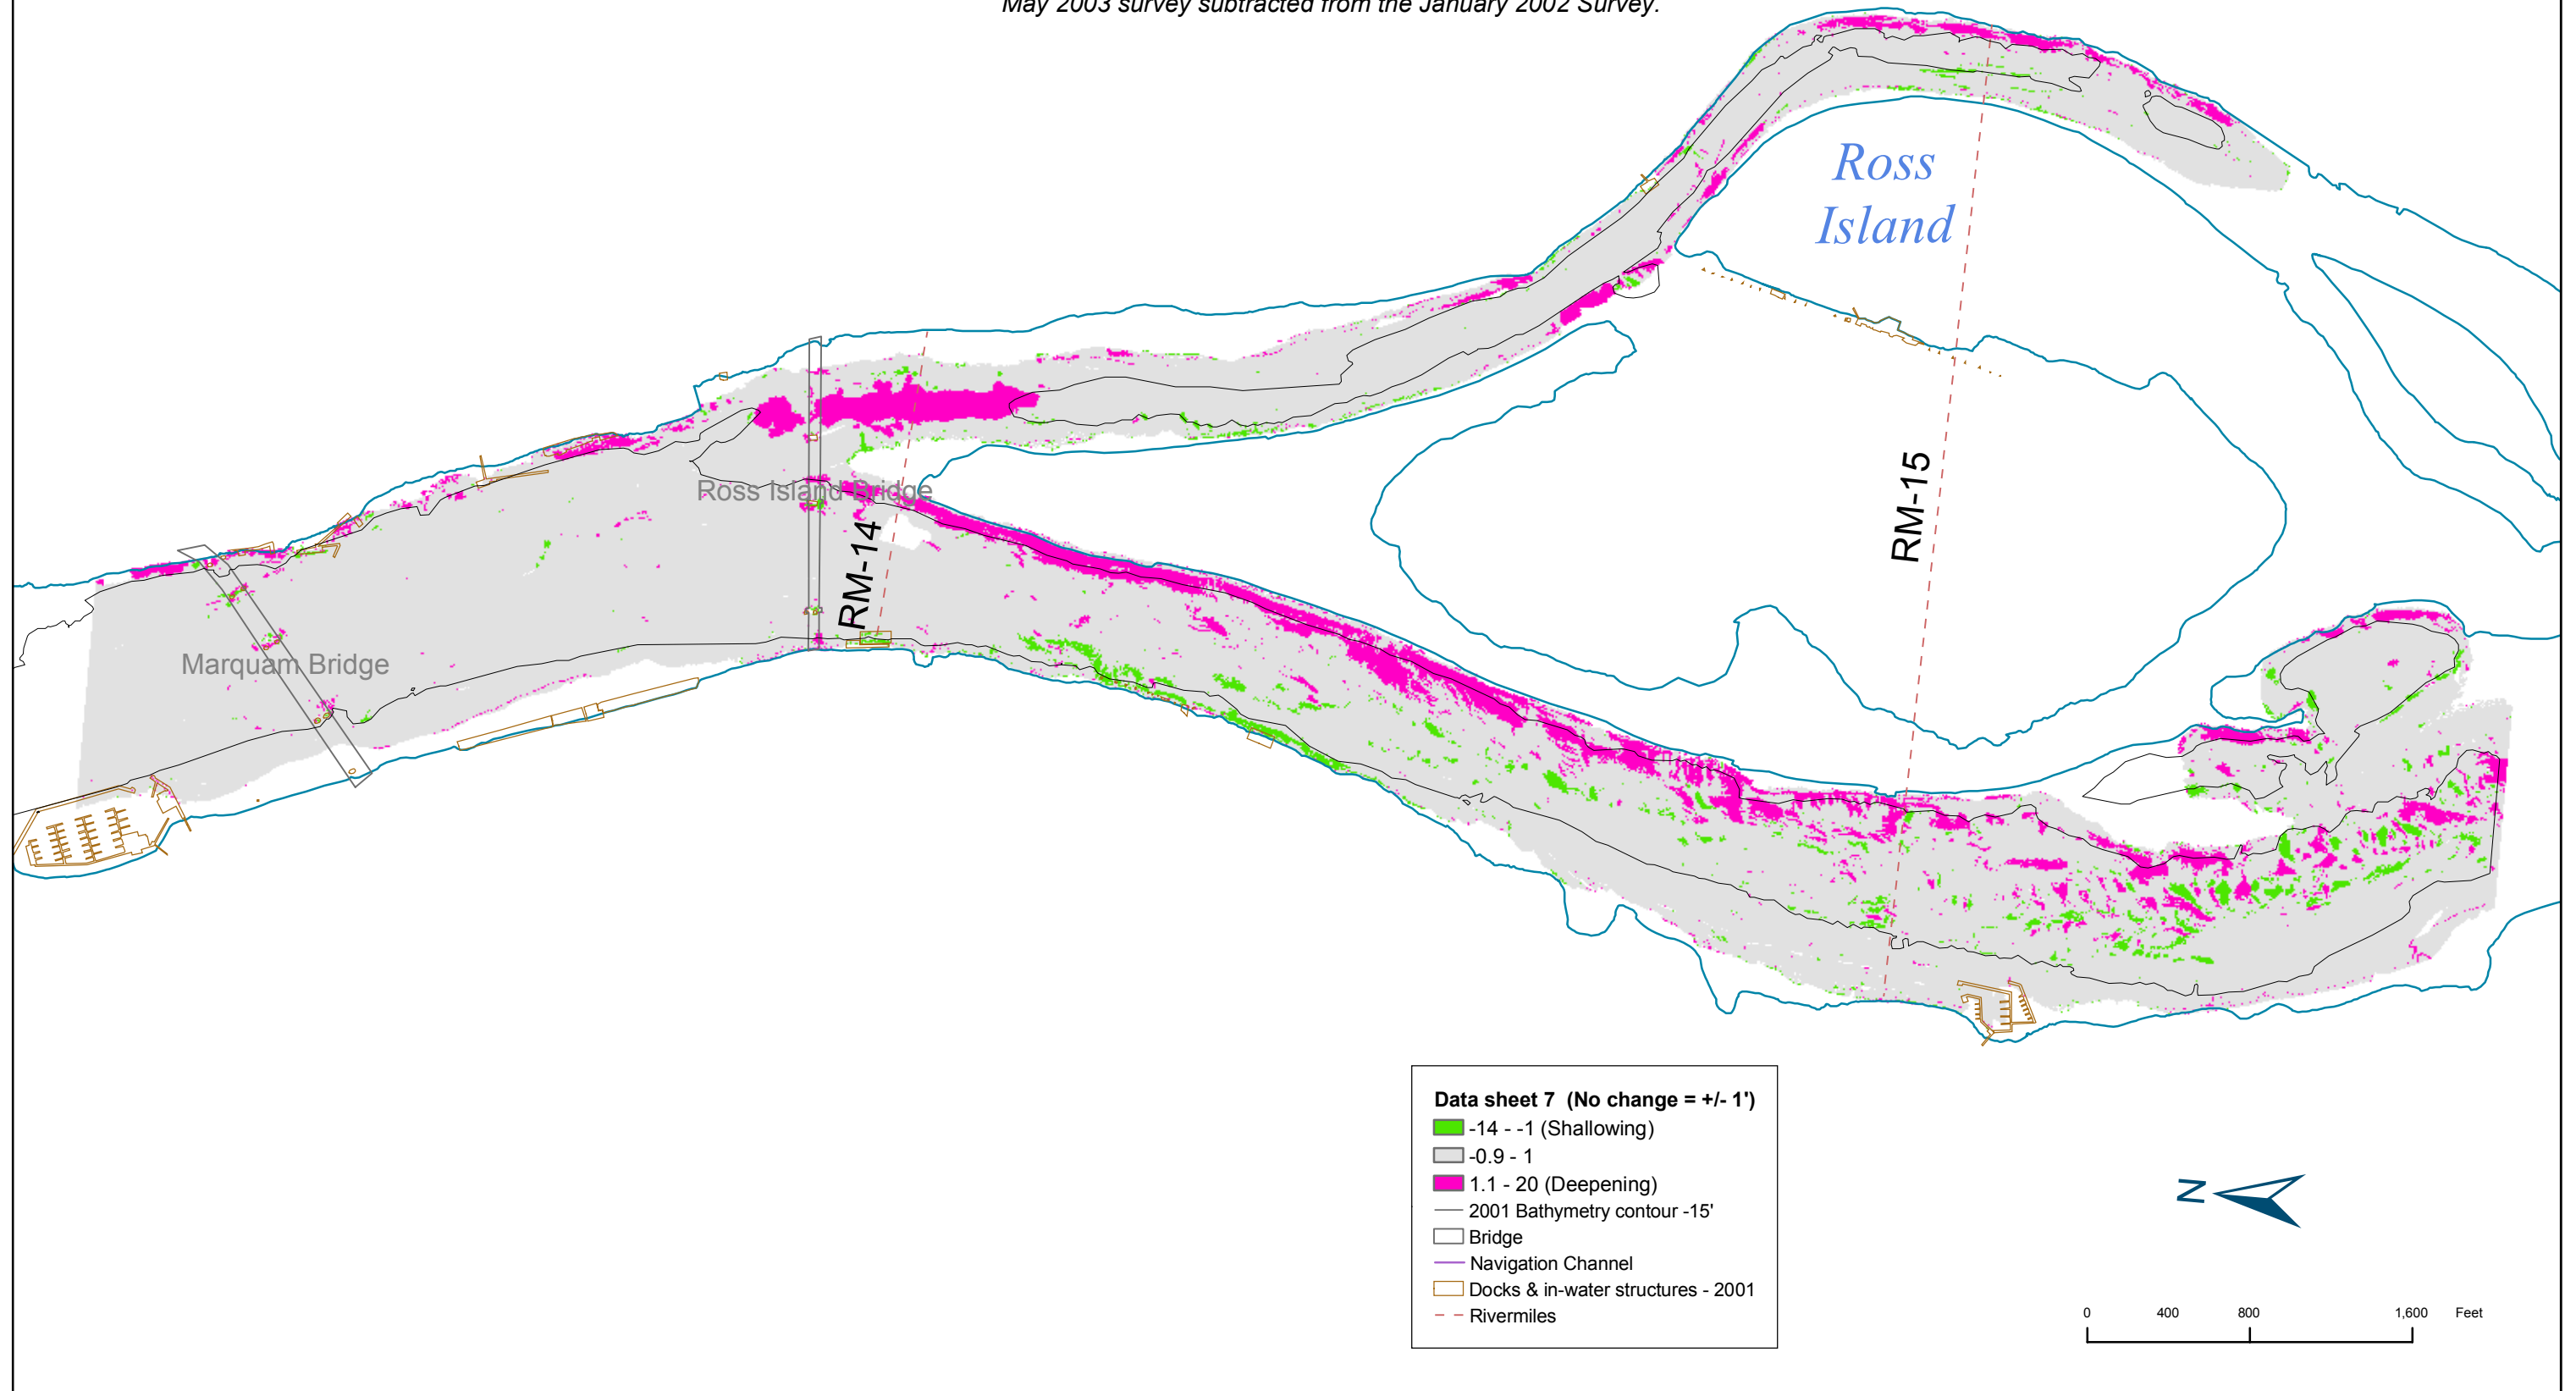 May 2003 survey subtracted from the January 2002 Survey.
Ross
Island
Ross Island Bridge
RM-14
RM-15
Marquam Bridge
Data sheet 7 (No change = +/- 1')
-14 - -1 (Shallowing)
-0.9 - 1
1.1 - 20 (Deepening)
2001 Bathymetry contour -15'
Bridge
Navigation Channel
Docks & in-water structures - 2001
Rivermiles
N
0 400 800 1,600 Feet